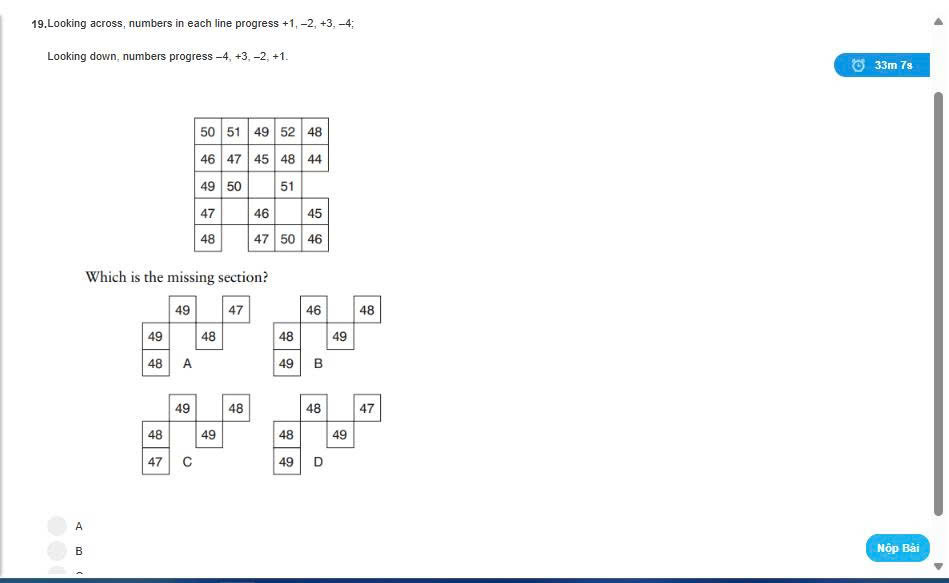 19.Looking across, numbers in each line progress +1, –2, +3, –4;
Looking down, numbers progress –4, +3, –2, +1.
33m 7s
50 51 49 52 48
46 47 45 48 44
49 50 51
47 46 45
48 47 50 46
Which is the missing section?
49 47 46 48
49 48 48 49
48 A 49 B
49 48 48 47
48 49 48 49
47 C 49 D
A
B
Nộp Bài